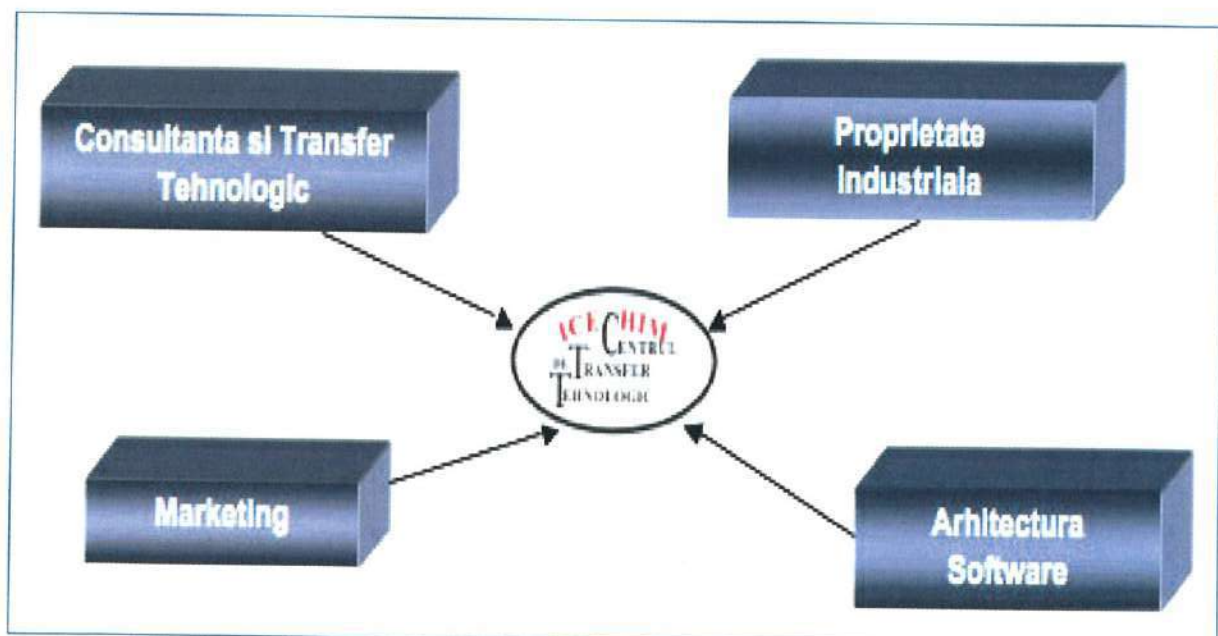 Consultanta si Transfer
Tehnologic
Proprietate
Industriala
ICECHIM
CENTRUL
DE TRANSFER
TEHNOLOGIC
Marketing
Arhitectura
Software